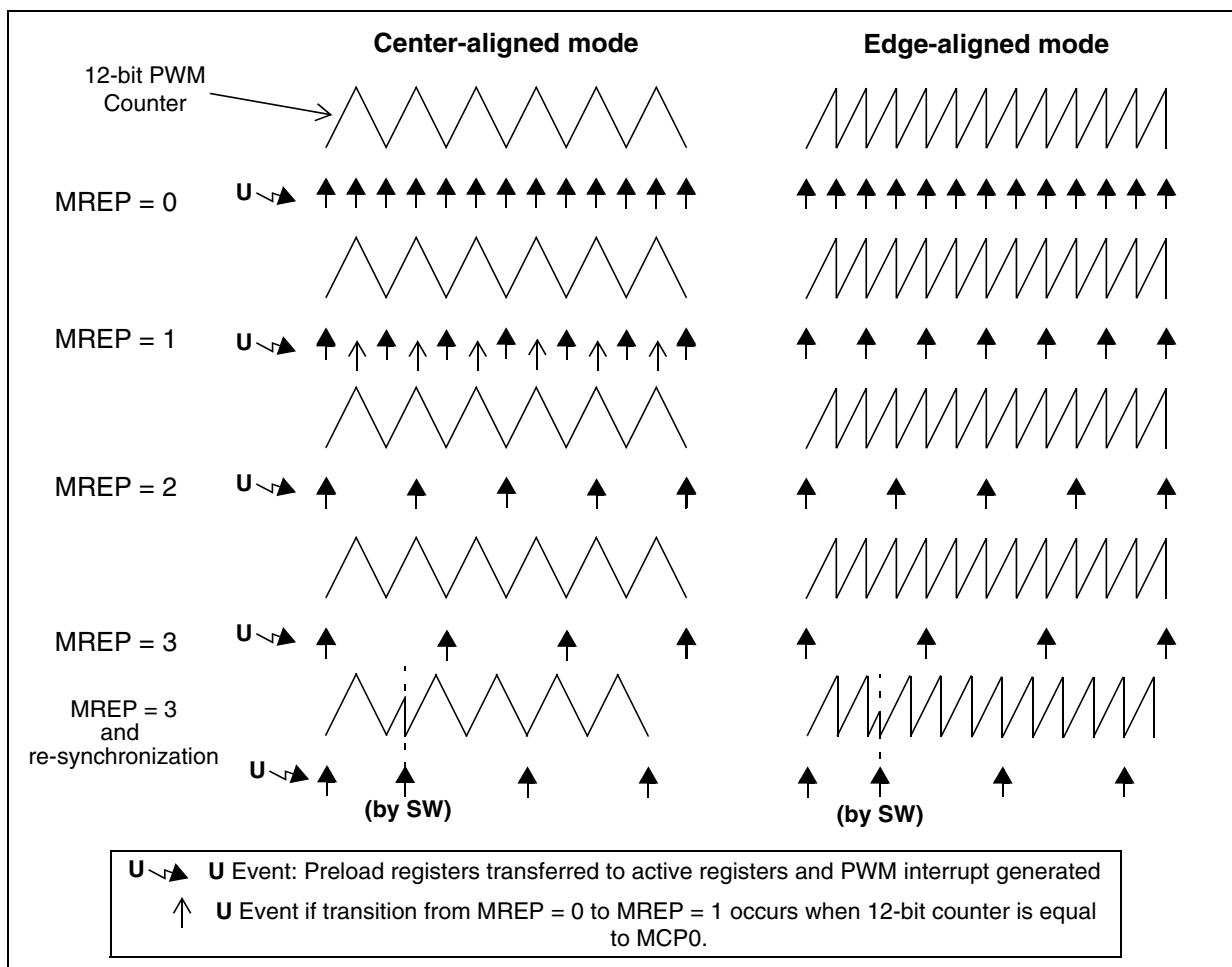 Center-aligned mode
Edge-aligned mode
12-bit PWM
Counter
MREP = 0
U
MREP = 1
U
MREP = 2
U
MREP = 3
U
MREP = 3
and
re-synchronization
U
(by SW)
(by SW)
U U Event: Preload registers transferred to active registers and PWM interrupt generated
U Event if transition from MREP = 0 to MREP = 1 occurs when 12-bit counter is equal
to MCP0.